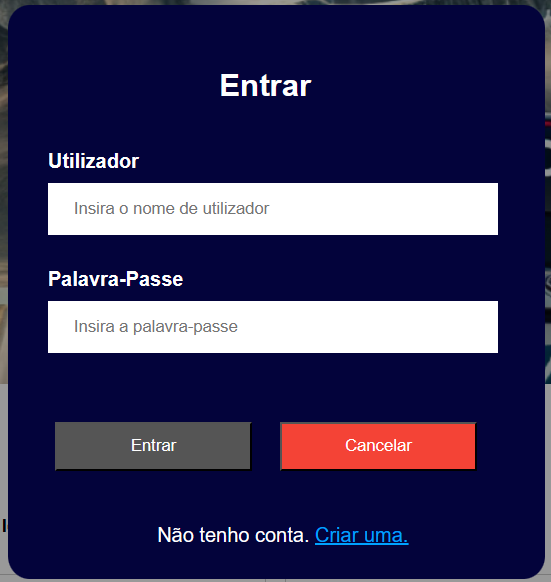 Entrar
Utilizador
Insira o nome de utilizador
Palavra-Passe
Insira a palavra-passe
Entrar Cancelar
Não tenho conta. Criar uma.